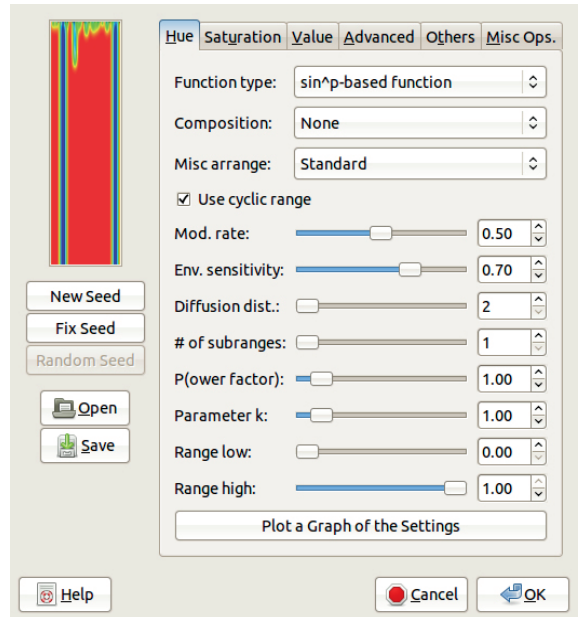 Hue Saturation Value Advanced Others Misc Ops.
Function type: sin^p-based function
Composition: None
Misc arrange: Standard
Use cyclic range
Mod. rate: 0.50
Env. sensitivity: 0.70
Diffusion dist.: 2
# of subranges: 1
P(ower factor): 1.00
Parameter k: 1.00
Range low: 0.00
Range high: 1.00
Plot a Graph of the Settings
New Seed
Fix Seed
Random Seed
Open
Save
Help Cancel OK